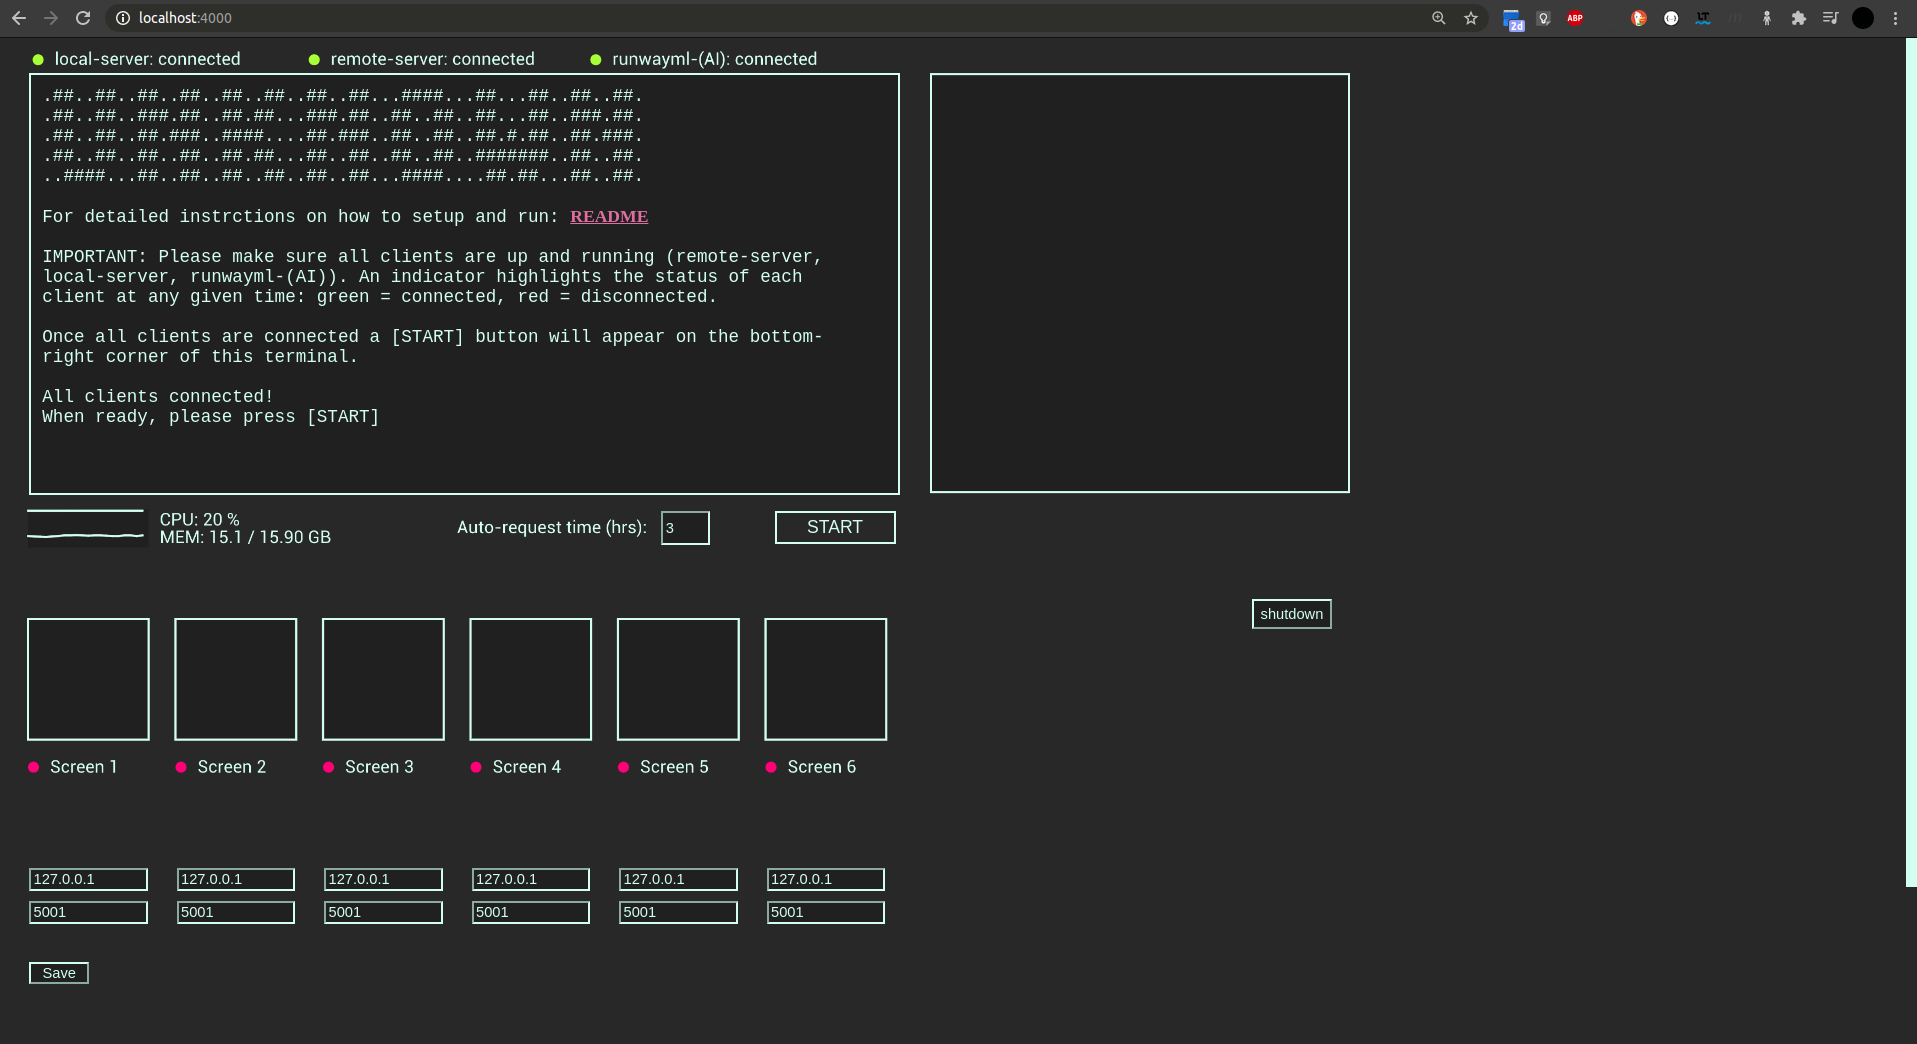 localhost:4000
2d
ABP
LT
local-server: connected
remote-server: connected
runwayml-(AI): connected
.##..##..##..##..##..##..##..##...####...##...##..##..##.
.##..##..###.##..##.##...###.##..##..##..##...##..###.##.
.##..##..##.###..####....##.###..##..##..##.#.##..##.###.
.##..##..##..##..##.##...##..##..##..##..#######..##..##.
..####...##..##..##..##..##..##...####....##.##...##..##.
For detailed instrctions on how to setup and run: README
IMPORTANT: Please make sure all clients are up and running (remote-server,
local-server, runwayml-(AI)). An indicator highlights the status of each
client at any given time: green = connected, red = disconnected.
Once all clients are connected a [START] button will appear on the bottom-
right corner of this terminal.
All clients connected!
When ready, please press [START]
CPU: 20 %
MEM: 15.1 / 15.90 GB
Auto-request time (hrs):
3
START
shutdown
Screen 1
Screen 2
Screen 3
Screen 4
Screen 5
Screen 6
127.0.0.1
127.0.0.1
127.0.0.1
127.0.0.1
127.0.0.1
127.0.0.1
5001
5001
5001
5001
5001
5001
Save